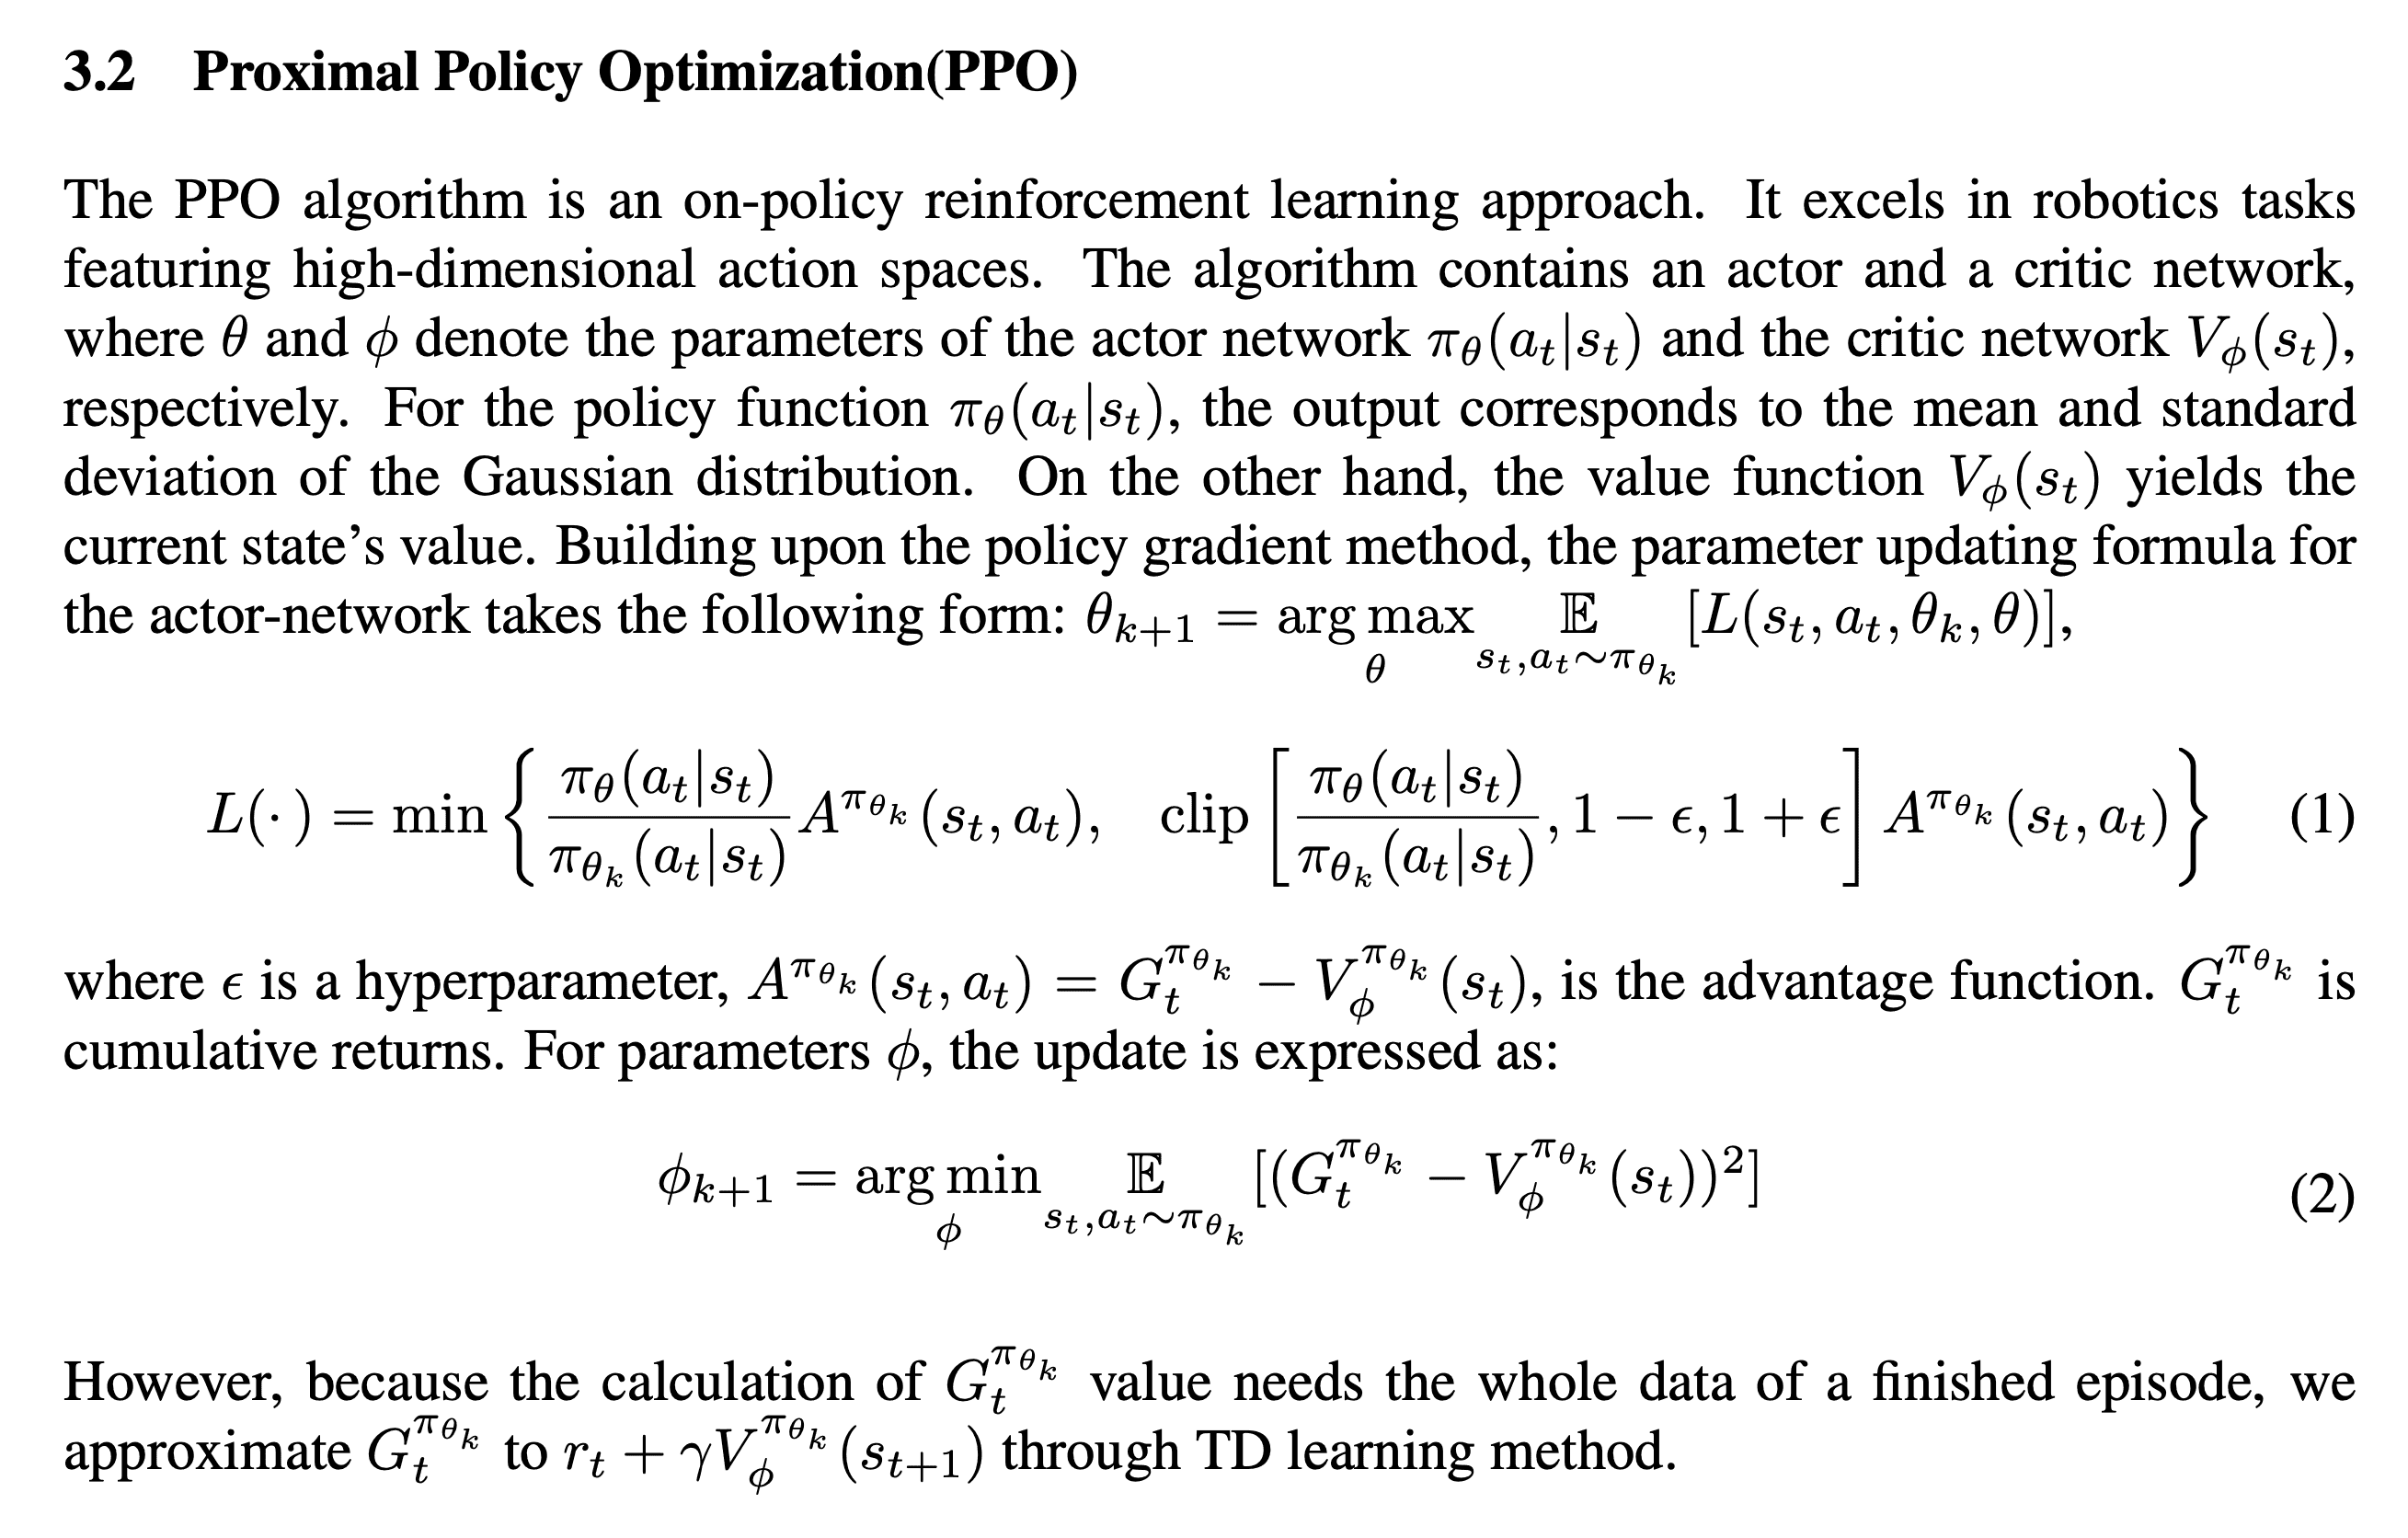 3.2 Proximal Policy Optimization(PPO)
The PPO algorithm is an on-policy reinforcement learning approach. It excels in robotics tasks
featuring high-dimensional action spaces. The algorithm contains an actor and a critic network,
where θ and ϕ denote the parameters of the actor network $\pi_\theta(a_t|s_t)$ and the critic network $V_\phi(s_t)$,
respectively. For the policy function $\pi_\theta(a_t|s_t)$, the output corresponds to the mean and standard
deviation of the Gaussian distribution. On the other hand, the value function $V_\phi(s_t)$ yields the
current state’s value. Building upon the policy gradient method, the parameter updating formula for
the actor-network takes the following form: $\theta_{k+1} = \arg\max_{\theta} \mathbb{E}_{s_t,a_t\sim\pi_{\theta_k}} [L(s_t, a_t, \theta_k, \theta)]$,
$L(\cdot) = \min\left\{\frac{\pi_\theta(a_t|s_t)}{\pi_{\theta_k}(a_t|s_t)} A^{\pi_{\theta_k}}(s_t, a_t), \quad \text{clip}\left[\frac{\pi_\theta(a_t|s_t)}{\pi_{\theta_k}(a_t|s_t)}, 1 - \epsilon, 1 + \epsilon\right] A^{\pi_{\theta_k}}(s_t, a_t)\right\}$ (1)
where ϵ is a hyperparameter, $A^{\pi_{\theta_k}}(s_t, a_t) = G_t^{\pi_{\theta_k}} - V_\phi^{\pi_{\theta_k}}(s_t)$, is the advantage function. $G_t^{\pi_{\theta_k}}$ is
cumulative returns. For parameters ϕ, the update is expressed as:
$\phi_{k+1} = \arg\min_{\phi} \mathbb{E}_{s_t,a_t\sim\pi_{\theta_k}} [(G_t^{\pi_{\theta_k}} - V_\phi^{\pi_{\theta_k}}(s_t))^2]$ (2)
However, because the calculation of $G_t^{\pi_{\theta_k}}$ value needs the whole data of a finished episode, we
approximate $G_t^{\pi_{\theta_k}}$ to $r_t + \gamma V_\phi^{\pi_{\theta_k}}(s_{t+1})$ through TD learning method.